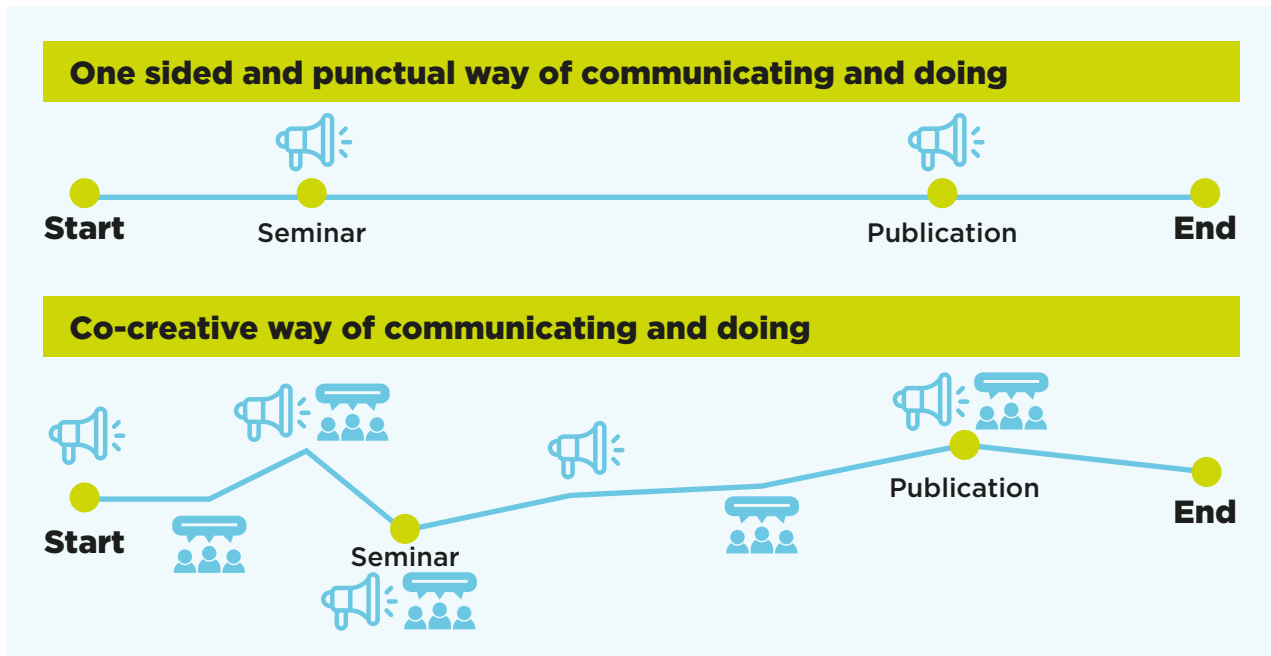 One sided and punctual way of communicating and doing
Start
Seminar
Publication
End
Co-creative way of communicating and doing
Start
Seminar
Publication
End